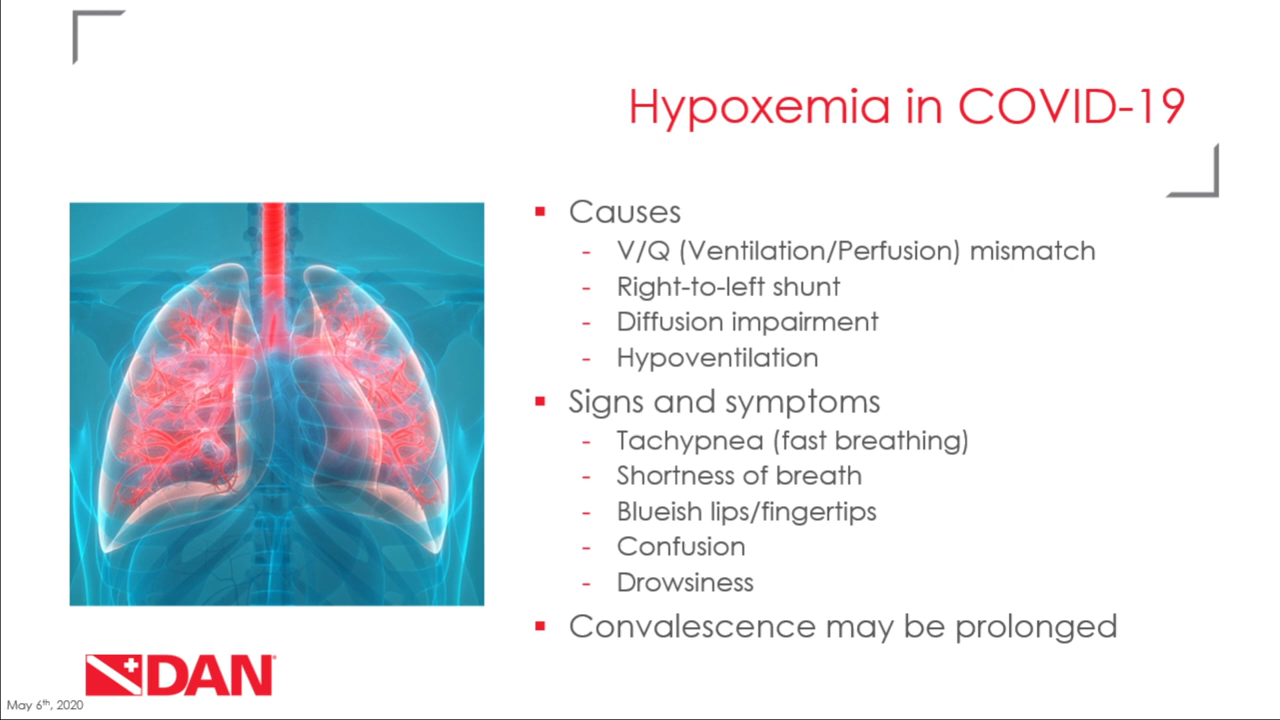 Hypoxemia in COVID-19
▪ Causes
- V/Q (Ventilation/Perfusion) mismatch
- Right-to-left shunt
- Diffusion impairment
- Hypoventilation
▪ Signs and symptoms
- Tachypnea (fast breathing)
- Shortness of breath
- Blueish lips/fingertips
- Confusion
- Drowsiness
▪ Convalescence may be prolonged
DAN
May 6th, 2020